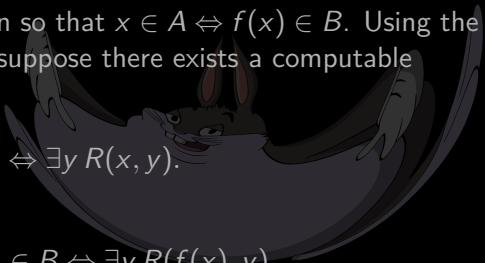 n so that x ∈ A ⇔ f(x) ∈ B. Using the
suppose there exists a computable
⇔ ∃y R(x, y).
∈ B ⇔ ∃y R(f(x), y)